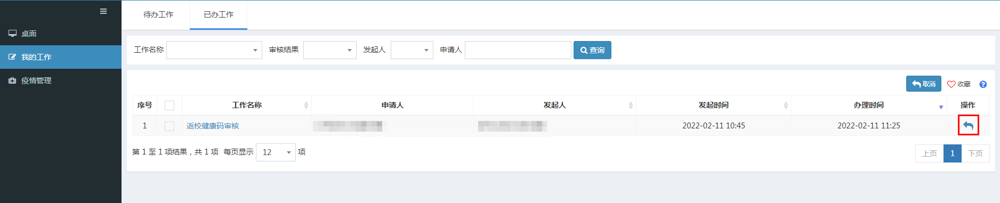 待办工作 已办工作
桌面
我的工作
疫情管理
工作名称 审核结果 发起人 申请人 查询
取消 收藏
序号 工作名称 申请人 发起人 发起时间 办理时间 操作
1 返校健康码审核 2022-02-11 10:45 2022-02-11 11:25
第 1 至 1 项结果，共 1 项 每页显示 12 项 上页 1 下页